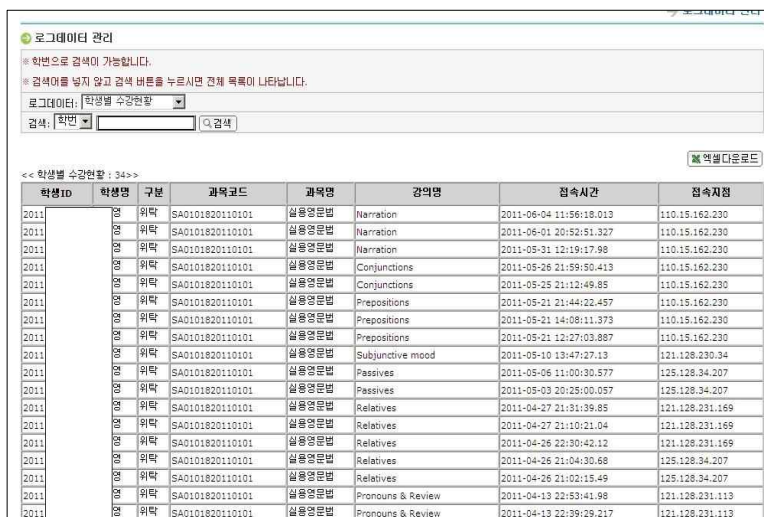 로그데이터 관리
로그데이터 관리
※ 학번으로 검색이 가능합니다.
※ 검색어를 넣지 않고 검색 버튼을 누르시면 전체 목록이 나타납니다.
로그데이터: 학생별 수강현황
검색: 학번 검색
엑셀다운로드
<< 학생별 수강현황 : 34>>
학생ID 학생명 구분 과목코드 과목명 강의명 접속시간 접속지점
2011 영 위탁 SA0101820110101 실용영문법 Narration 2011-06-04 11:56:18.013 110.15.162.230
2011 영 위탁 SA0101820110101 실용영문법 Narration 2011-06-01 20:52:51.327 110.15.162.230
2011 영 위탁 SA0101820110101 실용영문법 Narration 2011-05-31 12:19:17.98 110.15.162.230
2011 영 위탁 SA0101820110101 실용영문법 Conjunctions 2011-05-26 21:59:50.413 110.15.162.230
2011 영 위탁 SA0101820110101 실용영문법 Conjunctions 2011-05-25 21:12:49.85 110.15.162.230
2011 영 위탁 SA0101820110101 실용영문법 Prepositions 2011-05-21 21:44:22.457 110.15.162.230
2011 영 위탁 SA0101820110101 실용영문법 Prepositions 2011-05-21 14:08:11.373 110.15.162.230
2011 영 위탁 SA0101820110101 실용영문법 Prepositions 2011-05-21 12:27:03.887 110.15.162.230
2011 영 위탁 SA0101820110101 실용영문법 Subjunctive mood 2011-05-10 13:47:27.13 121.128.230.34
2011 영 위탁 SA0101820110101 실용영문법 Passives 2011-05-06 11:00:30.577 125.128.34.207
2011 영 위탁 SA0101820110101 실용영문법 Passives 2011-05-03 20:25:00.057 125.128.34.207
2011 영 위탁 SA0101820110101 실용영문법 Relatives 2011-04-27 21:31:39.85 121.128.231.169
2011 영 위탁 SA0101820110101 실용영문법 Relatives 2011-04-27 21:10:21.04 121.128.231.169
2011 영 위탁 SA0101820110101 실용영문법 Relatives 2011-04-26 22:30:42.12 121.128.231.169
2011 영 위탁 SA0101820110101 실용영문법 Relatives 2011-04-26 21:04:30.68 125.128.34.207
2011 영 위탁 SA0101820110101 실용영문법 Relatives 2011-04-26 21:02:15.49 125.128.34.207
2011 영 위탁 SA0101820110101 실용영문법 Pronouns & Review 2011-04-13 22:53:41.98 121.128.231.113
2011 영 위탁 SA0101820110101 실용영문법 Pronouns & Review 2011-04-13 22:39:29.217 121.128.231.113